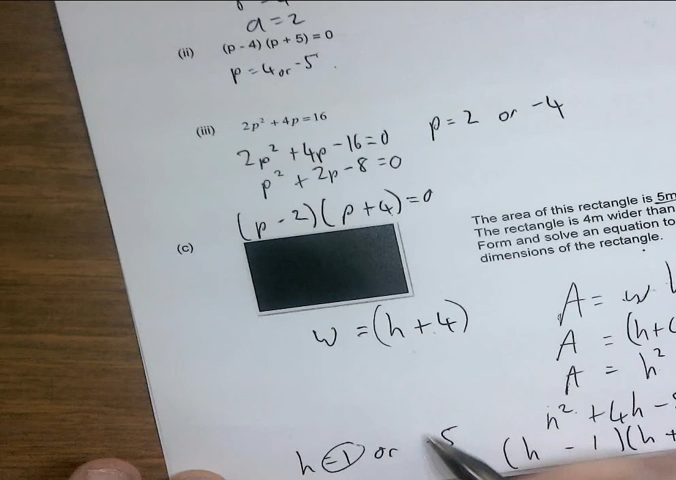 a = 2
(ii) (p - 4) (p + 5) = 0
p = 4 or -5
(iii) 2p² + 4p = 16
2p² + 4p - 16 = 0
p² + 2p - 8 = 0
(p - 2)(p + 4) = 0
p = 2 or -4
(c)
The area of this rectangle is 5m
The rectangle is 4m wider than
Form and solve an equation to
dimensions of the rectangle.
w = (h + 4)
A = w
A = (h +
A = h²
h² + 4h -
(h - 1)(h +
h = 1 or -5